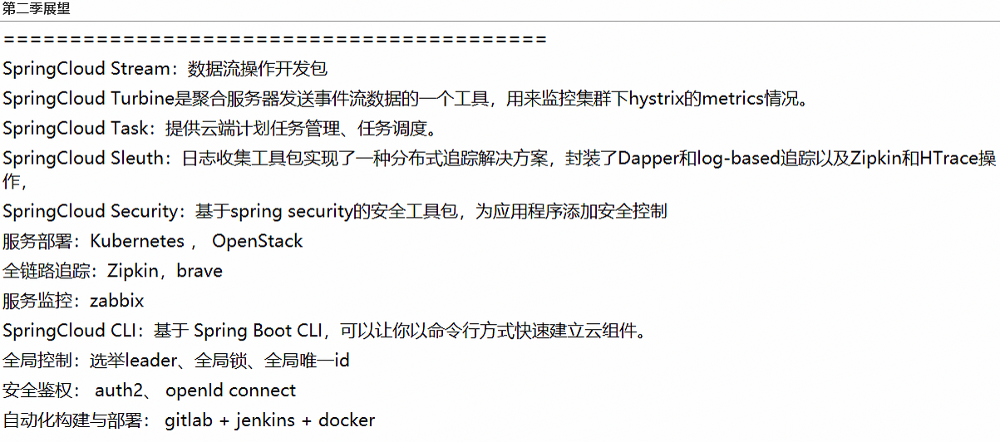 第二季展望
=========================================
SpringCloud Stream：数据流操作开发包
SpringCloud Turbine是聚合服务器发送事件流数据的一个工具，用来监控集群下hystrix的metrics情况。
SpringCloud Task：提供云端计划任务管理、任务调度。
SpringCloud Sleuth：日志收集工具包实现了一种分布式追踪解决方案，封装了Dapper和log-based追踪以及Zipkin和HTrace操
作，
SpringCloud Security：基于spring security的安全工具包，为应用程序添加安全控制
服务部署：Kubernetes ， OpenStack
全链路追踪：Zipkin，brave
服务监控：zabbix
SpringCloud CLI：基于 Spring Boot CLI，可以让你以命令行方式快速建立云组件。
全局控制：选举leader、全局锁、全局唯一id
安全鉴权： auth2、 openId connect
自动化构建与部署： gitlab + jenkins + docker